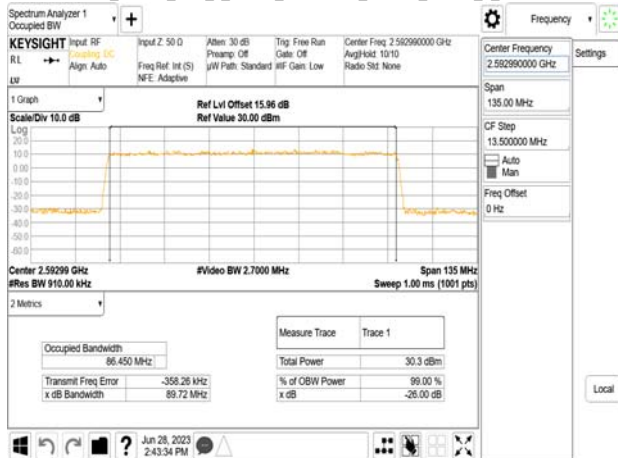 Spectrum Analyzer 1
Occupied BW
Frequency
KEYSIGHT Input: RF Input Z: 50 Ω Atten: 30 dB Trig: Free Run Center Freq: 2.592990000 GHz
RL Coupling: DC Preamp: Off Gate: Off Avg|Hold: 10/10
Align: Auto Freq Ref: Int (S) µW Path: Standard #IF Gain: Low Radio Std: None
LV NFE: Adaptive
Center Frequency
2.592990000 GHz
Settings
Span
135.00 MHz
CF Step
13.500000 MHz
Auto
Man
Freq Offset
0 Hz
Local
1 Graph
Ref Lvl Offset 15.96 dB
Scale/Div 10.0 dB Ref Value 30.00 dBm
Log
20.0
10.0
0.00
-10.0
-20.0
-30.0
-40.0
-50.0
-60.0
Center 2.59299 GHz #Video BW 2.7000 MHz Span 135 MHz
#Res BW 910.00 kHz Sweep 1.00 ms (1001 pts)
2 Metrics
Measure Trace Trace 1
Occupied Bandwidth
86.450 MHz Total Power 30.3 dBm
Transmit Freq Error -358.26 kHz % of OBW Power 99.00 %
x dB Bandwidth 89.72 MHz x dB -26.00 dB
Jun 28, 2023
2:43:34 PM